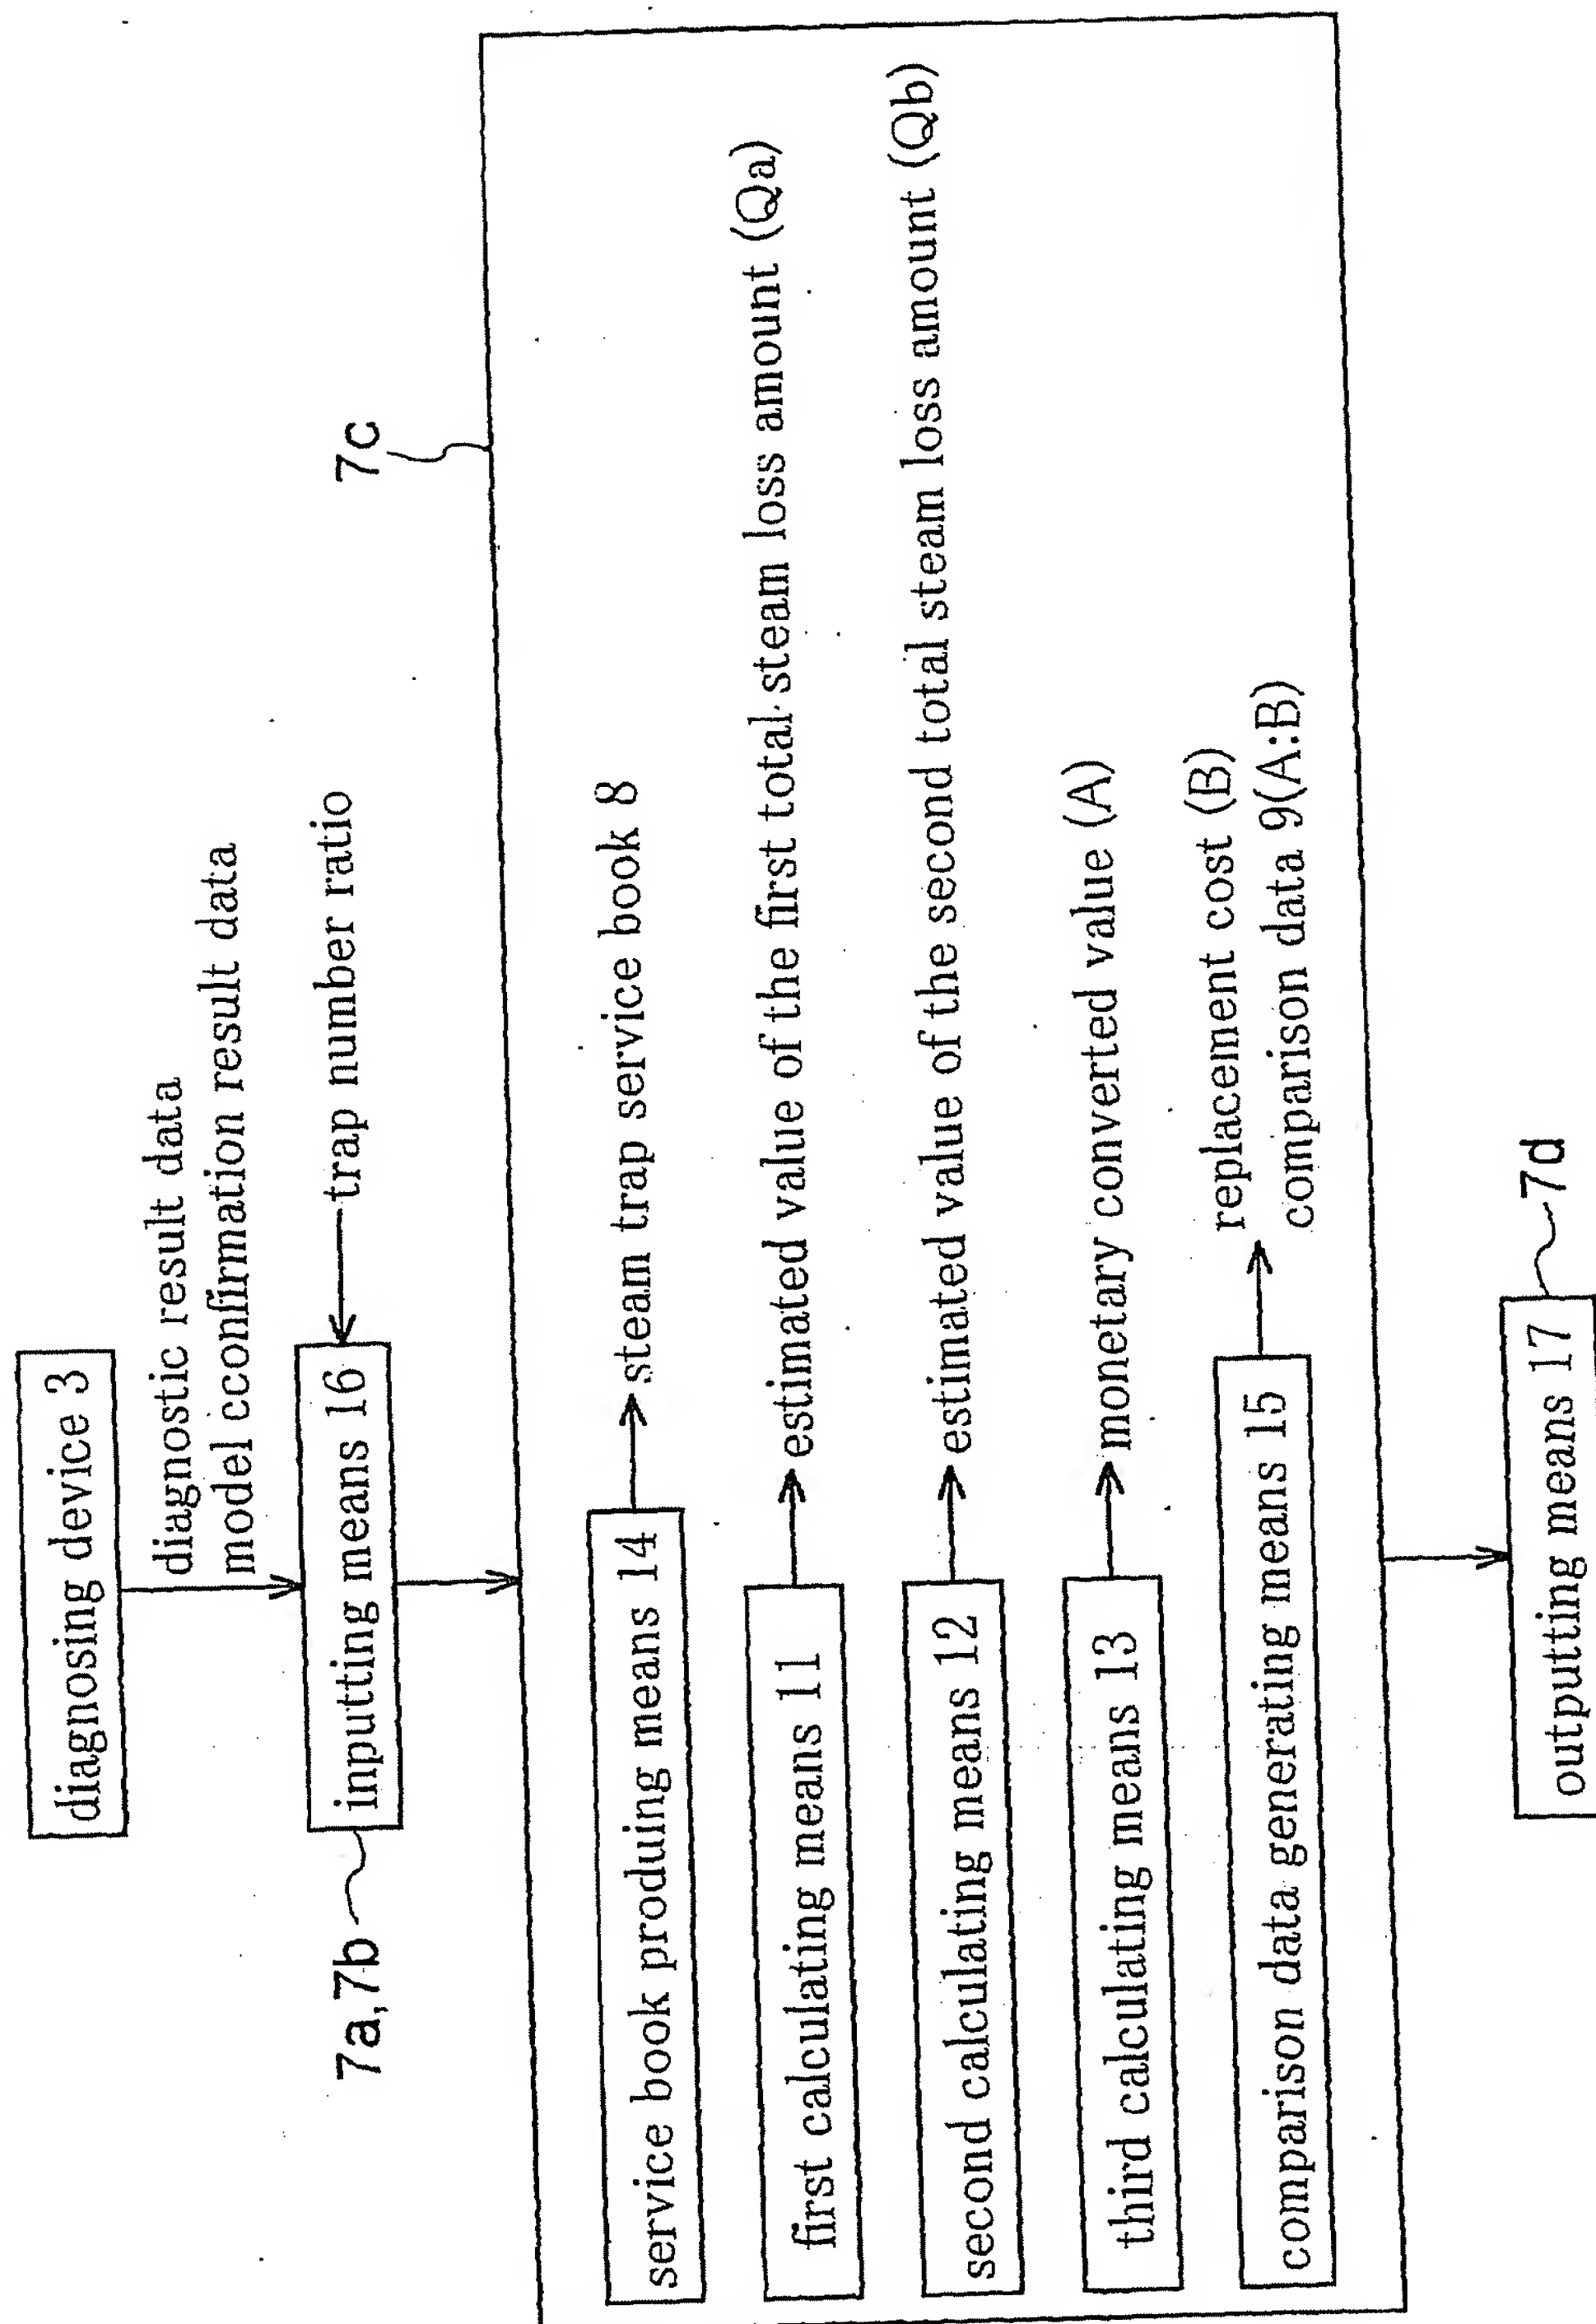 diagnosing device 3
diagnostic result data
model cconfirmation result data
7a,7b
inputting means 16
trap number ratio
7c
service book produing means 14
steam trap service book 8
first calculating means 11
estimated value of the first total steam loss amount (Qa)
second calculating means 12
estimated value of the second total steam loss amount (Qb)
third calculating means 13
monetary converted value (A)
comparison data generating means 15
replacement cost (B)
comparison data 9(A:B)
outputting means 17
7d